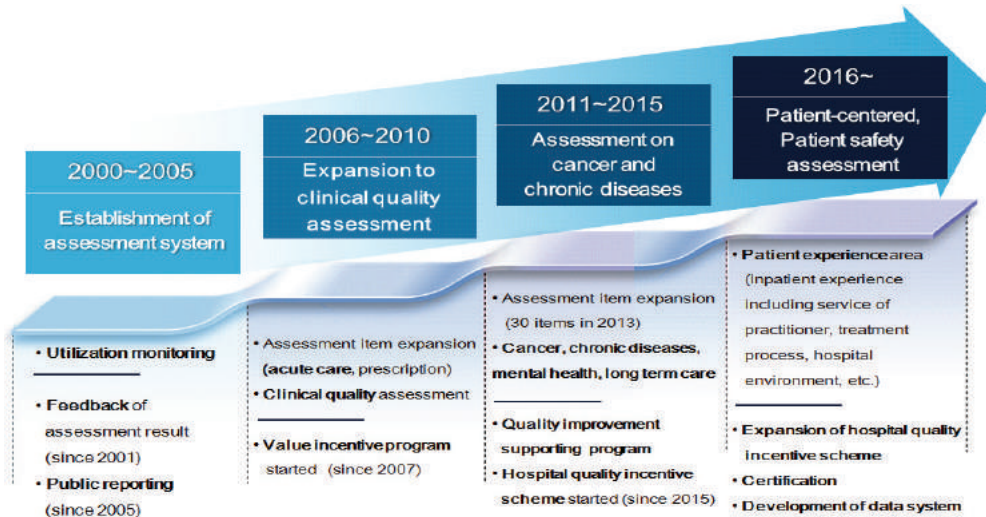 2000~2005
Establishment of
assessment system
2006~2010
Expansion to
clinical quality
assessment
2011~2015
Assessment on
cancer and
chronic diseases
2016~
Patient-centered,
Patient safety
assessment
• Utilization monitoring
• Feedback of
assessment result
(since 2001)
• Public reporting
(since 2005)
• Assessment item expansion
(acute care, prescription)
• Clinical quality assessment
• Value incentive program
started (since 2007)
• Assessment item expansion
(30 items in 2013)
• Cancer, chronic diseases,
mental health, long term care
• Quality improvement
supporting program
• Hospital quality incentive
scheme started (since 2015)
• Patient experience area
(inpatient experience
including service of
practitioner, treatment
process, hospital
environment, etc.)
• Expansion of hospital quality
incentive scheme
• Certification
• Development of data system